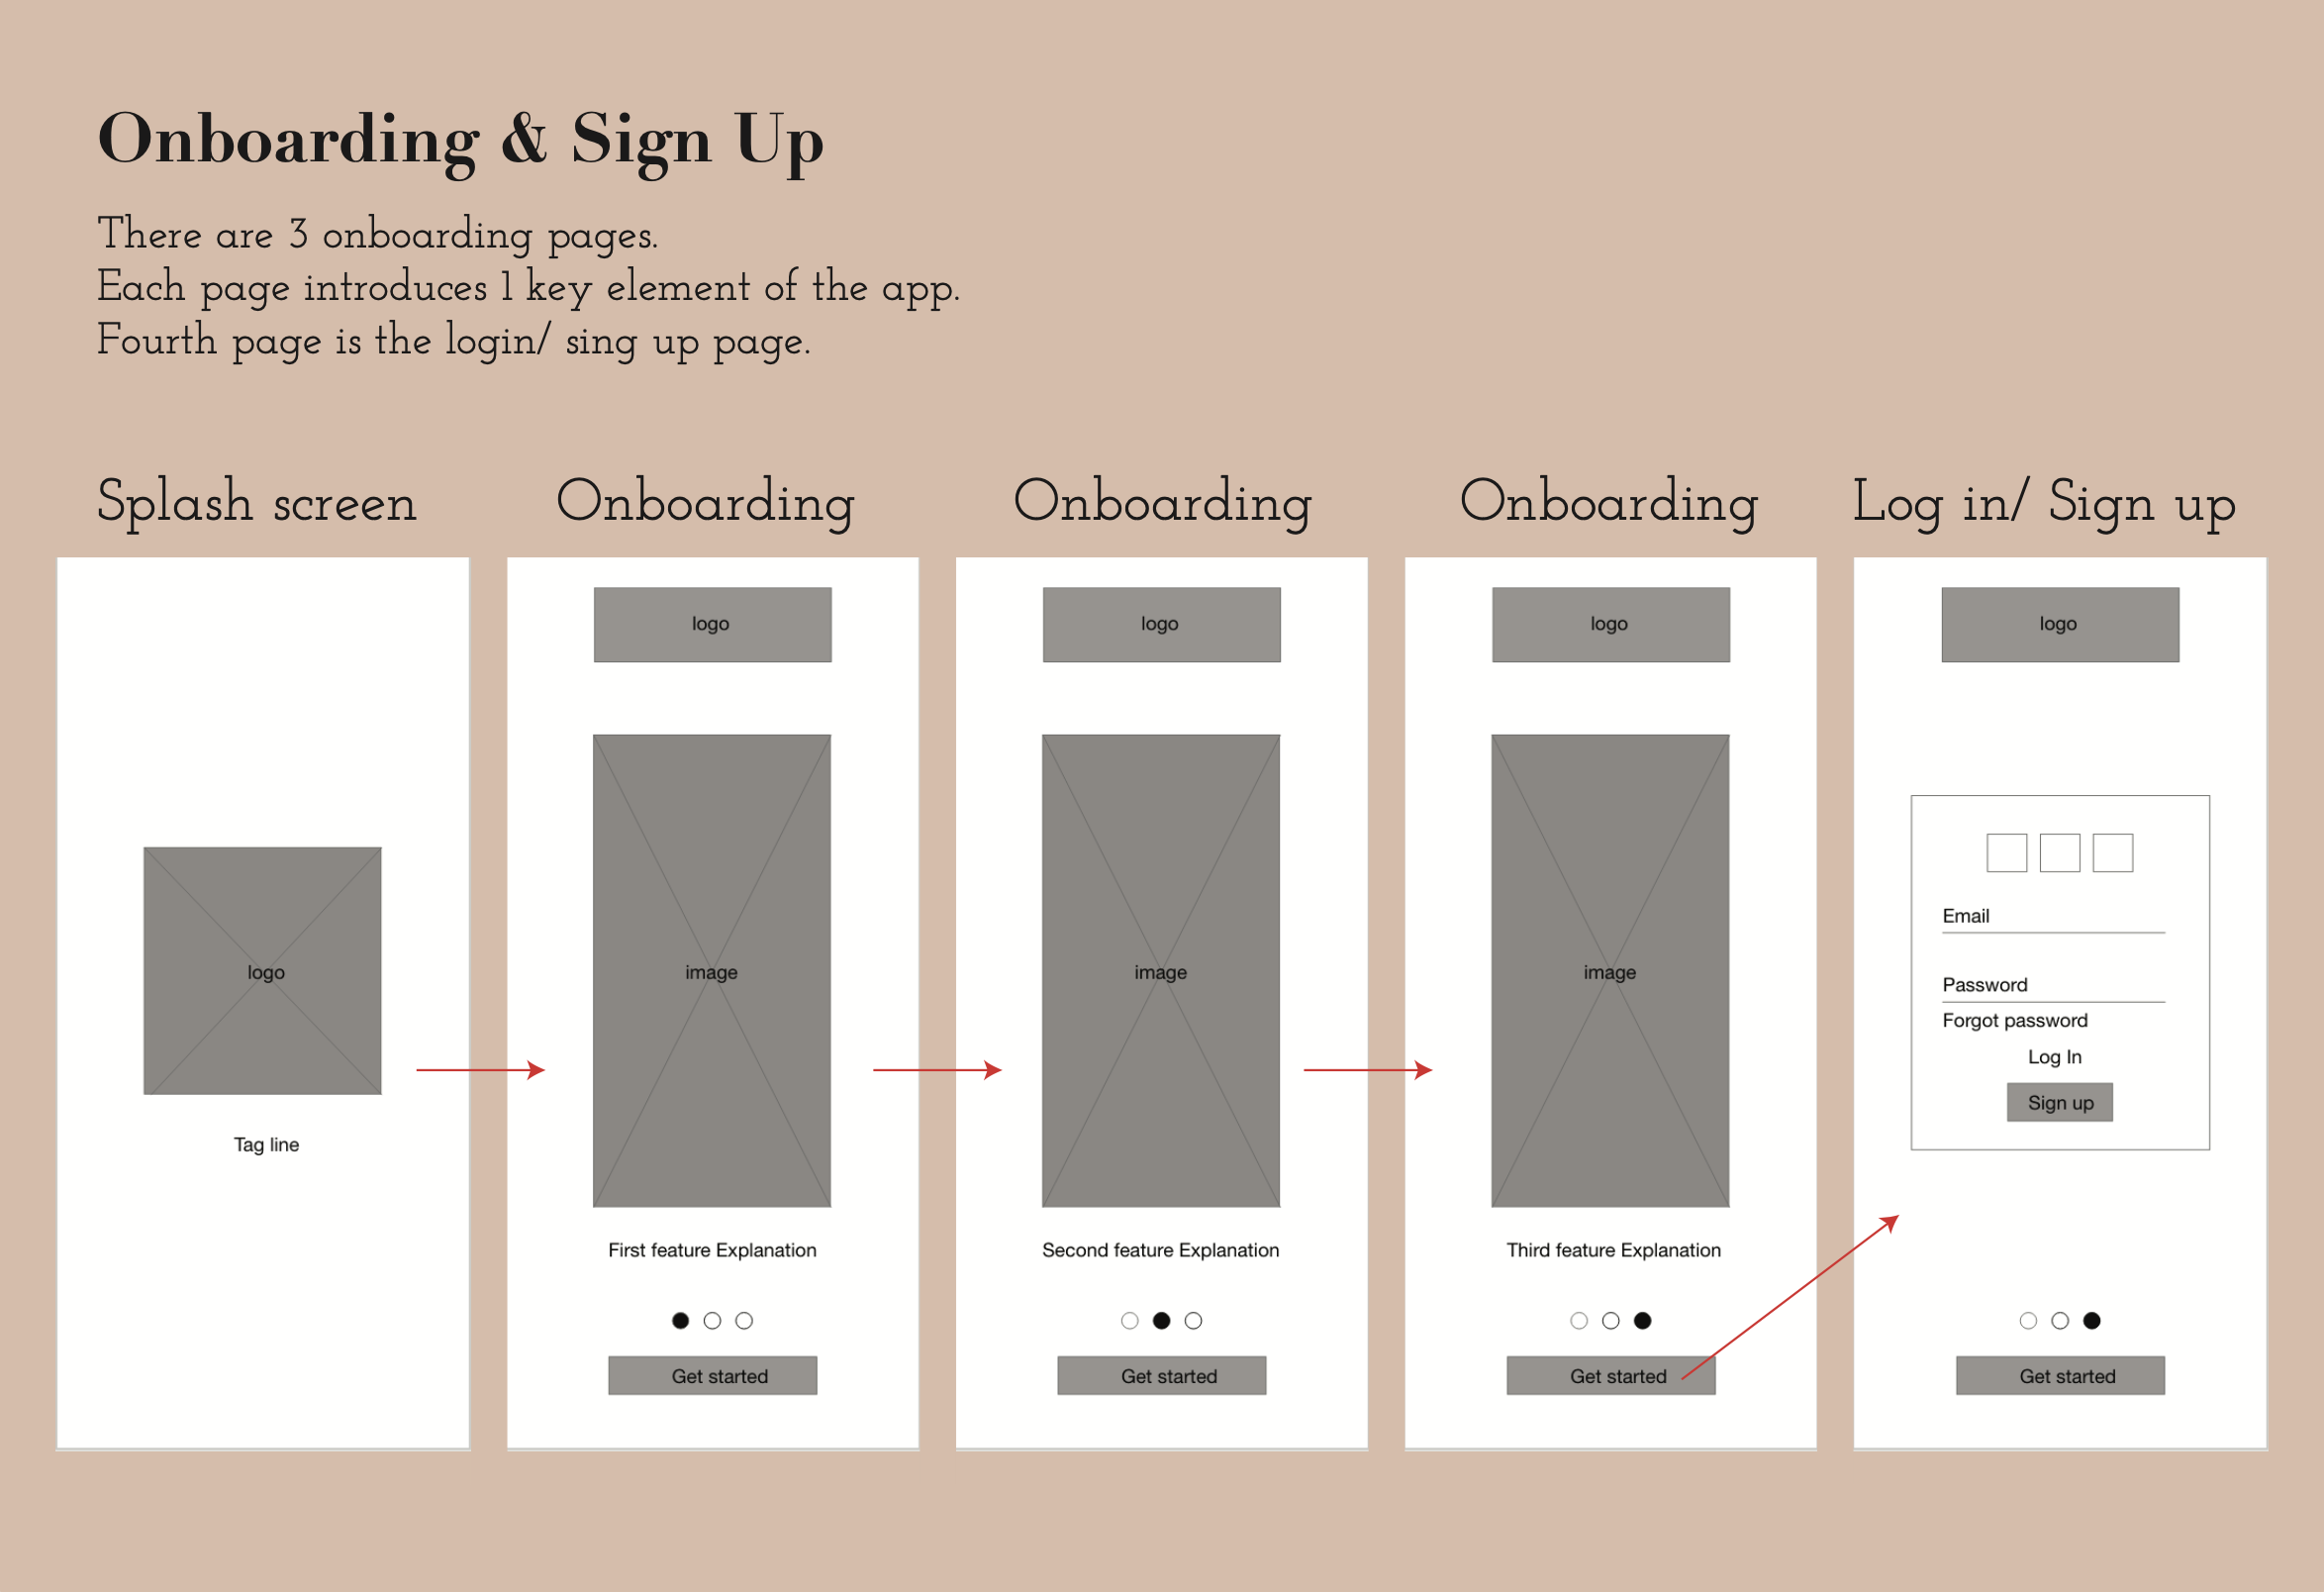 Onboarding & Sign Up
There are 3 onboarding pages.
Each page introduces 1 key element of the app.
Fourth page is the login/ sing up page.
Splash screen
logo
Tag line
Onboarding
logo
image
First feature Explanation
Get started
Onboarding
logo
image
Second feature Explanation
Get started
Onboarding
logo
image
Third feature Explanation
Get started
Log in/ Sign up
logo
Email
Password
Forgot password
Log In
Sign up
Get started